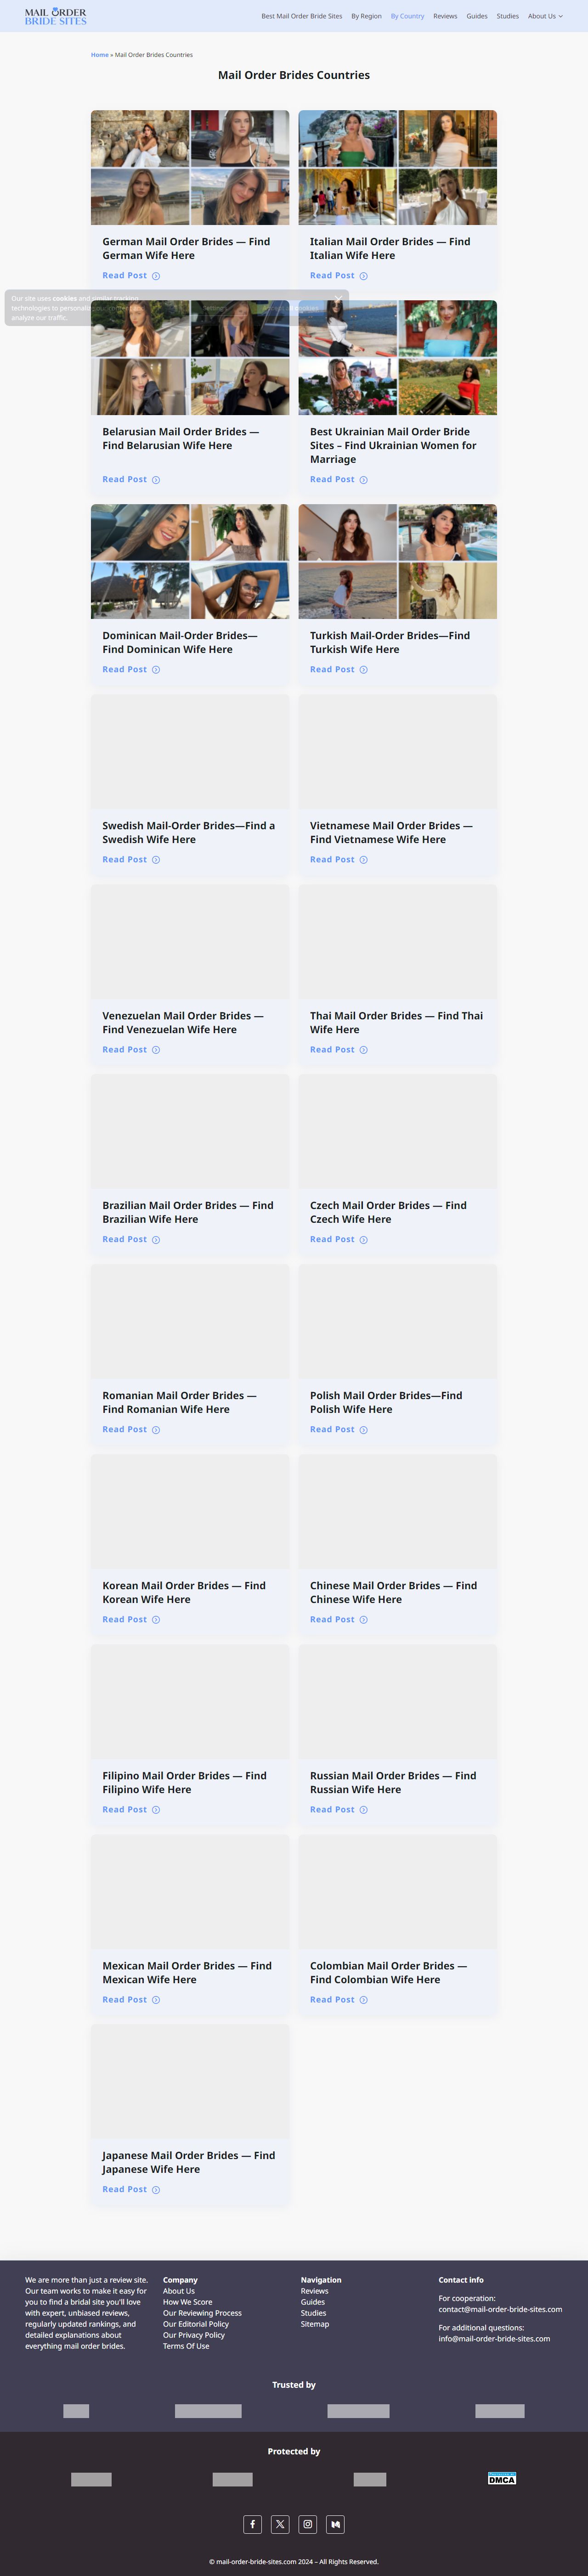 MAIL ORDER
BRIDE SITES
Best Mail Order Bride Sites By Region By Country Reviews Guides Studies About Us
Home » Mail Order Brides Countries
Mail Order Brides Countries
German Mail Order Brides — Find
German Wife Here
Read Post
Italian Mail Order Brides — Find
Italian Wife Here
Read Post
Our site uses cookies and similar tracking
technologies to personalize
analyze our traffic.
Belarusian Mail Order Brides —
Find Belarusian Wife Here
Read Post
Best Ukrainian Mail Order Bride
Sites – Find Ukrainian Women for
Marriage
Read Post
Dominican Mail-Order Brides—
Find Dominican Wife Here
Read Post
Turkish Mail-Order Brides—Find
Turkish Wife Here
Read Post
Swedish Mail-Order Brides—Find a
Swedish Wife Here
Read Post
Vietnamese Mail Order Brides —
Find Vietnamese Wife Here
Read Post
Venezuelan Mail Order Brides —
Find Venezuelan Wife Here
Read Post
Thai Mail Order Brides — Find Thai
Wife Here
Read Post
Brazilian Mail Order Brides — Find
Brazilian Wife Here
Read Post
Czech Mail Order Brides — Find
Czech Wife Here
Read Post
Romanian Mail Order Brides —
Find Romanian Wife Here
Read Post
Polish Mail Order Brides—Find
Polish Wife Here
Read Post
Korean Mail Order Brides — Find
Korean Wife Here
Read Post
Chinese Mail Order Brides — Find
Chinese Wife Here
Read Post
Filipino Mail Order Brides — Find
Filipino Wife Here
Read Post
Russian Mail Order Brides — Find
Russian Wife Here
Read Post
Mexican Mail Order Brides — Find
Mexican Wife Here
Read Post
Colombian Mail Order Brides —
Find Colombian Wife Here
Read Post
Japanese Mail Order Brides — Find
Japanese Wife Here
Read Post
We are more than just a review site.
Our team works to make it easy for
you to find a bridal site you'll love
with expert, unbiased reviews,
regularly updated rankings, and
detailed explanations about
everything mail order brides.
Company
About Us
How We Score
Our Reviewing Process
Our Editorial Policy
Our Privacy Policy
Terms Of Use
Navigation
Reviews
Guides
Studies
Sitemap
Contact info
For cooperation:
contact@mail-order-bride-sites.com
For additional questions:
info@mail-order-bride-sites.com
Trusted by
Protected by
DMCA
© mail-order-bride-sites.com 2024 – All Rights Reserved.